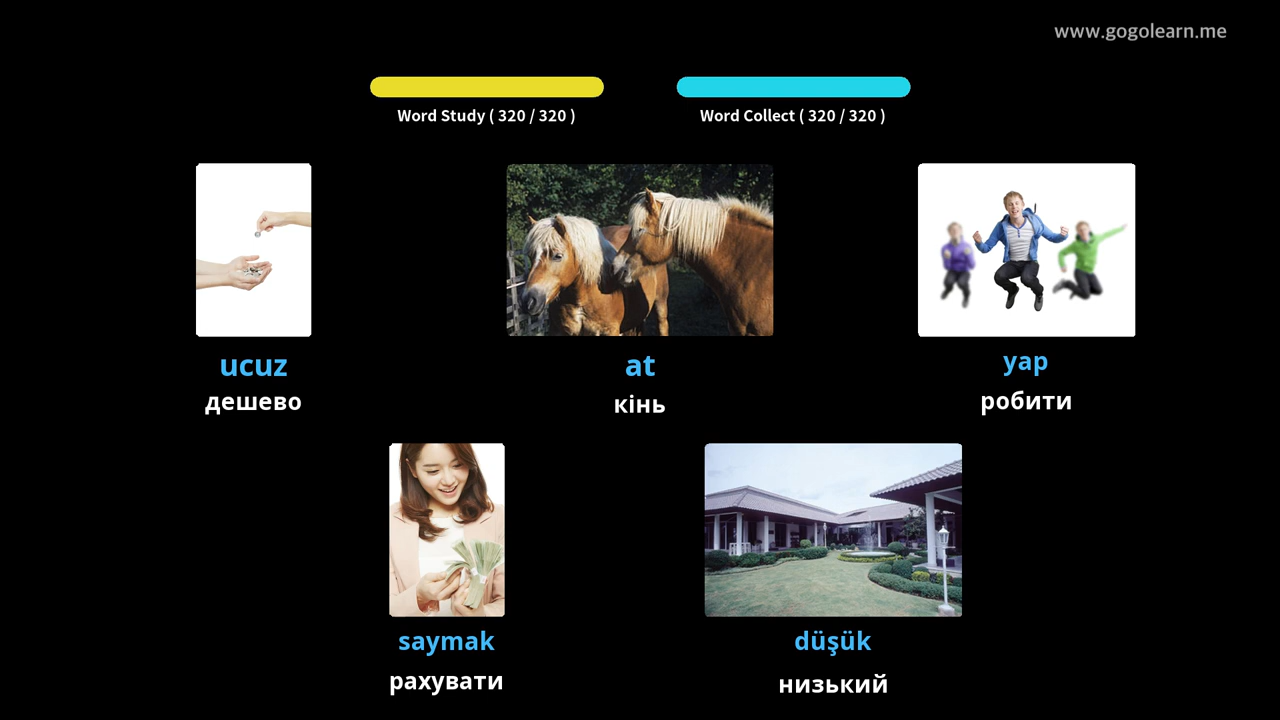 www.gogolearn.me
Word Study ( 320 / 320 )
Word Collect ( 320 / 320 )
ucuz
дешево
at
кінь
yap
робити
saymak
рахувати
düşük
низький